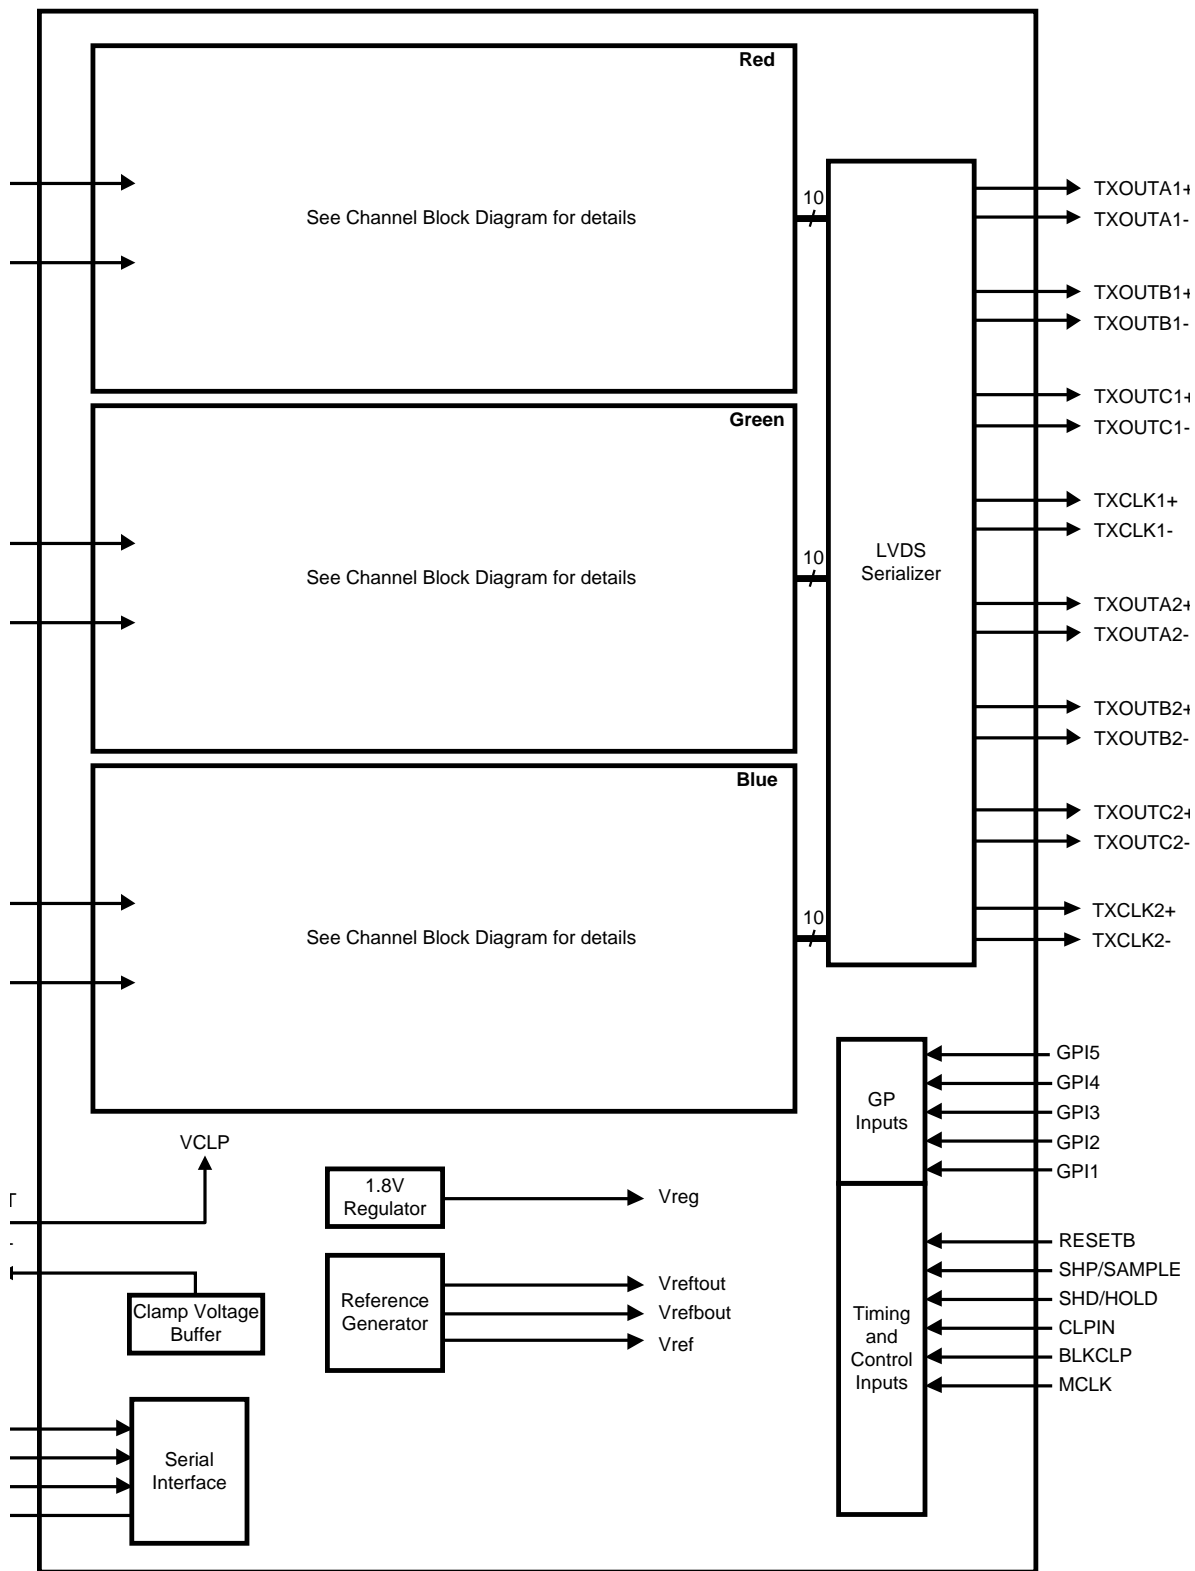 Red
See Channel Block Diagram for details
10
TXOUTA1+
TXOUTA1-
TXOUTB1+
TXOUTB1-
TXOUTC1+
TXOUTC1-
Green
See Channel Block Diagram for details
10
LVDS
Serializer
TXCLK1+
TXCLK1-
TXOUTA2+
TXOUTA2-
TXOUTB2+
TXOUTB2-
Blue
See Channel Block Diagram for details
10
TXOUTC2+
TXOUTC2-
TXCLK2+
TXCLK2-
GP
Inputs
GPI5
GPI4
GPI3
GPI2
GPI1
VCLP
1.8V
Regulator
Vreg
Clamp Voltage
Buffer
Reference
Generator
Vreftout
Vrefbout
Vref
Timing
and
Control
Inputs
RESETB
SHP/SAMPLE
SHD/HOLD
CLPIN
BLKCLP
MCLK
Serial
Interface